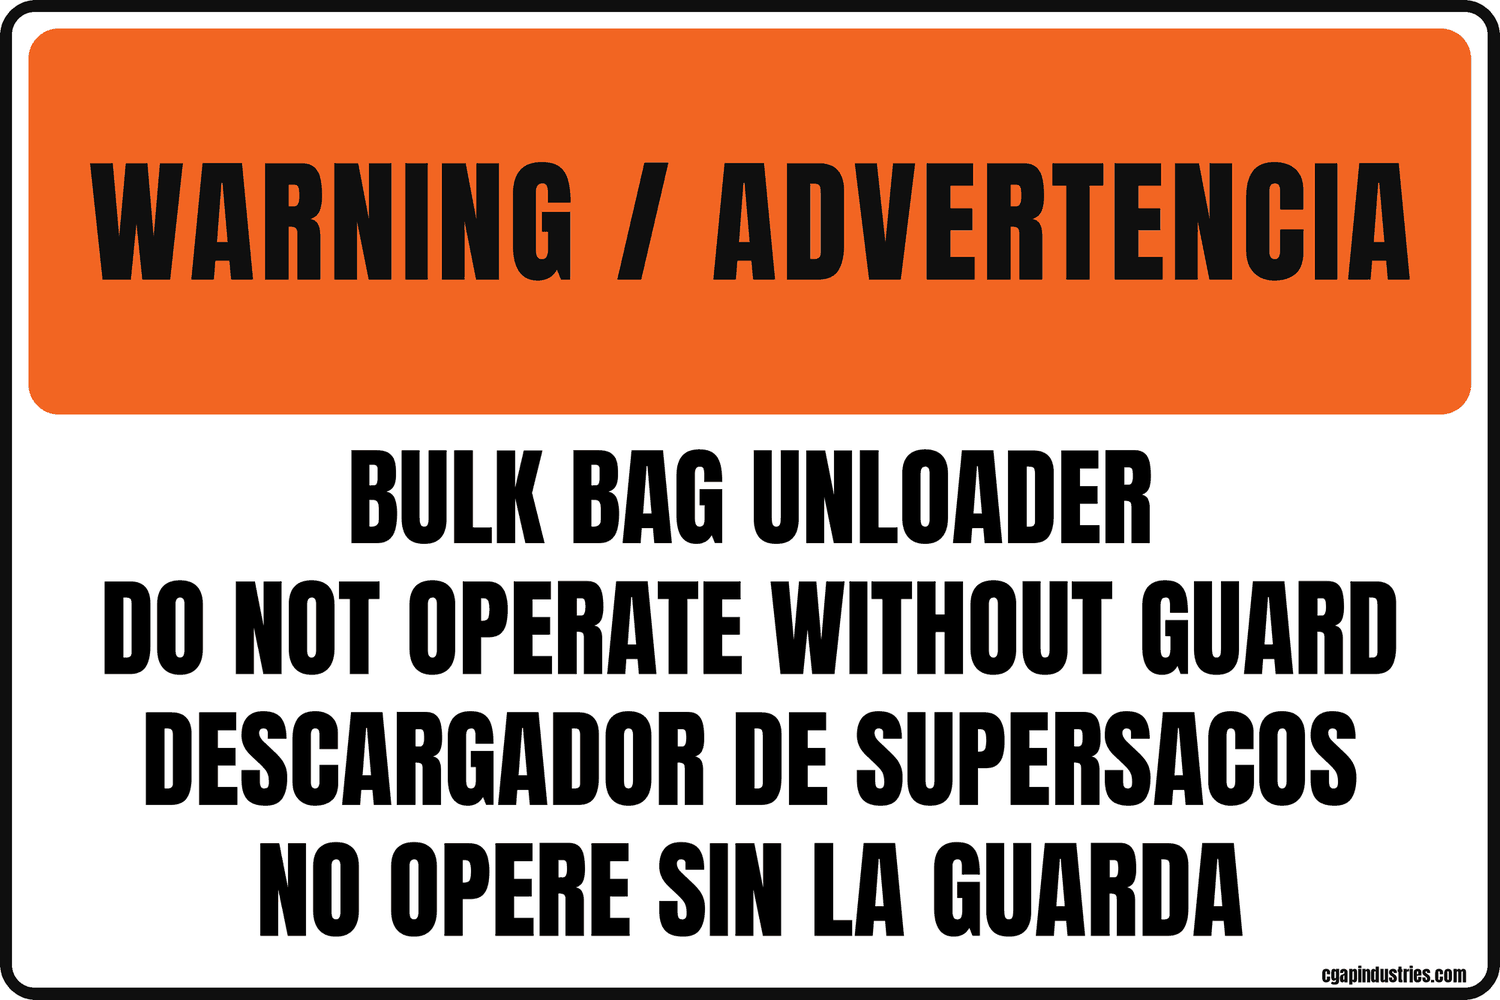 WARNING / ADVERTENCIA
BULK BAG UNLOADER
DO NOT OPERATE WITHOUT GUARD
DESCARGADOR DE SUPERSACOS
NO OPERE SIN LA GUARDA
cgapindustries.com